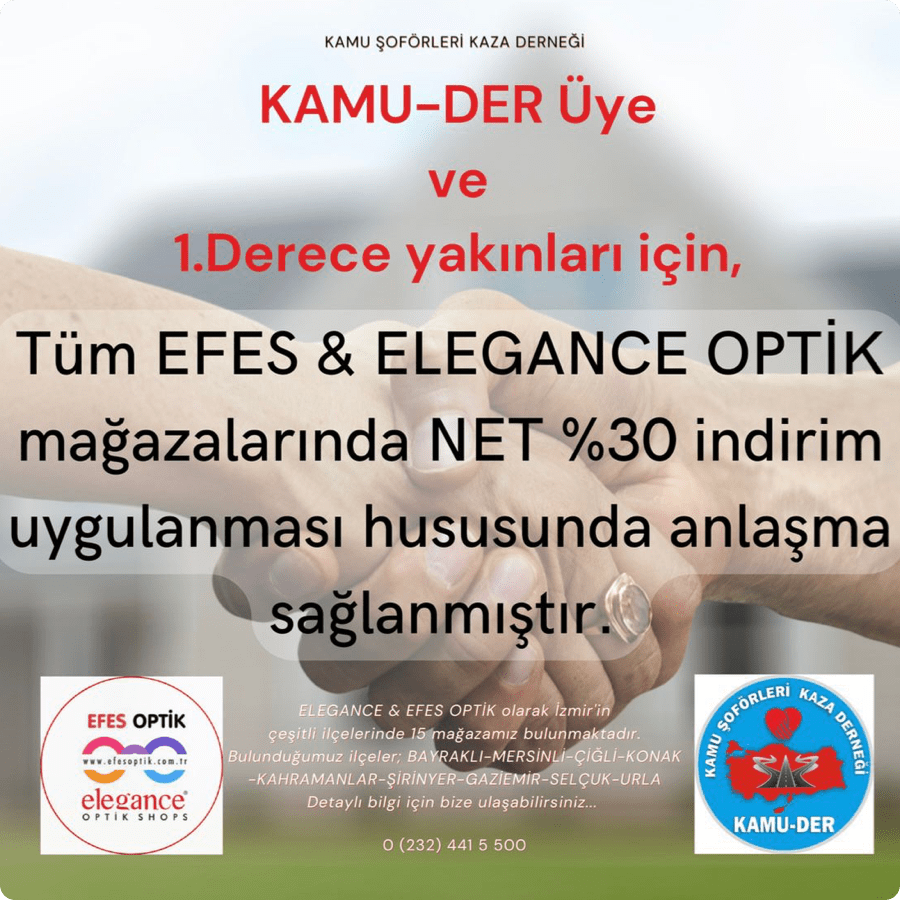 KAMU ŞOFÖRLERİ KAZA DERNEĞİ
KAMU-DER Üye
ve
1.Derece yakınları için,
Tüm EFES & ELEGANCE OPTİK
mağazalarında NET %30 indirim
uygulanması hususunda anlaşma
sağlanmıştır.
ELEGANCE & EFES OPTİK olarak İzmir'in
çeşitli ilçelerinde 15 mağazamız bulunmaktadır.
Bulunduğumuz ilçeler; BAYRAKLI-MERSİNLİ-ÇİĞLİ-KONAK
-KAHRAMANLAR-ŞİRİNYER-GAZİEMİR-SELÇUK-URLA
Detaylı bilgi için bize ulaşabilirsiniz...
0 (232) 441 5 500
EFES OPTİK
www.efesoptik.com.tr
elegance®
OPTİK SHOPS
KAMU ŞOFÖRLERİ KAZA DERNEĞİ
KAMU-DER